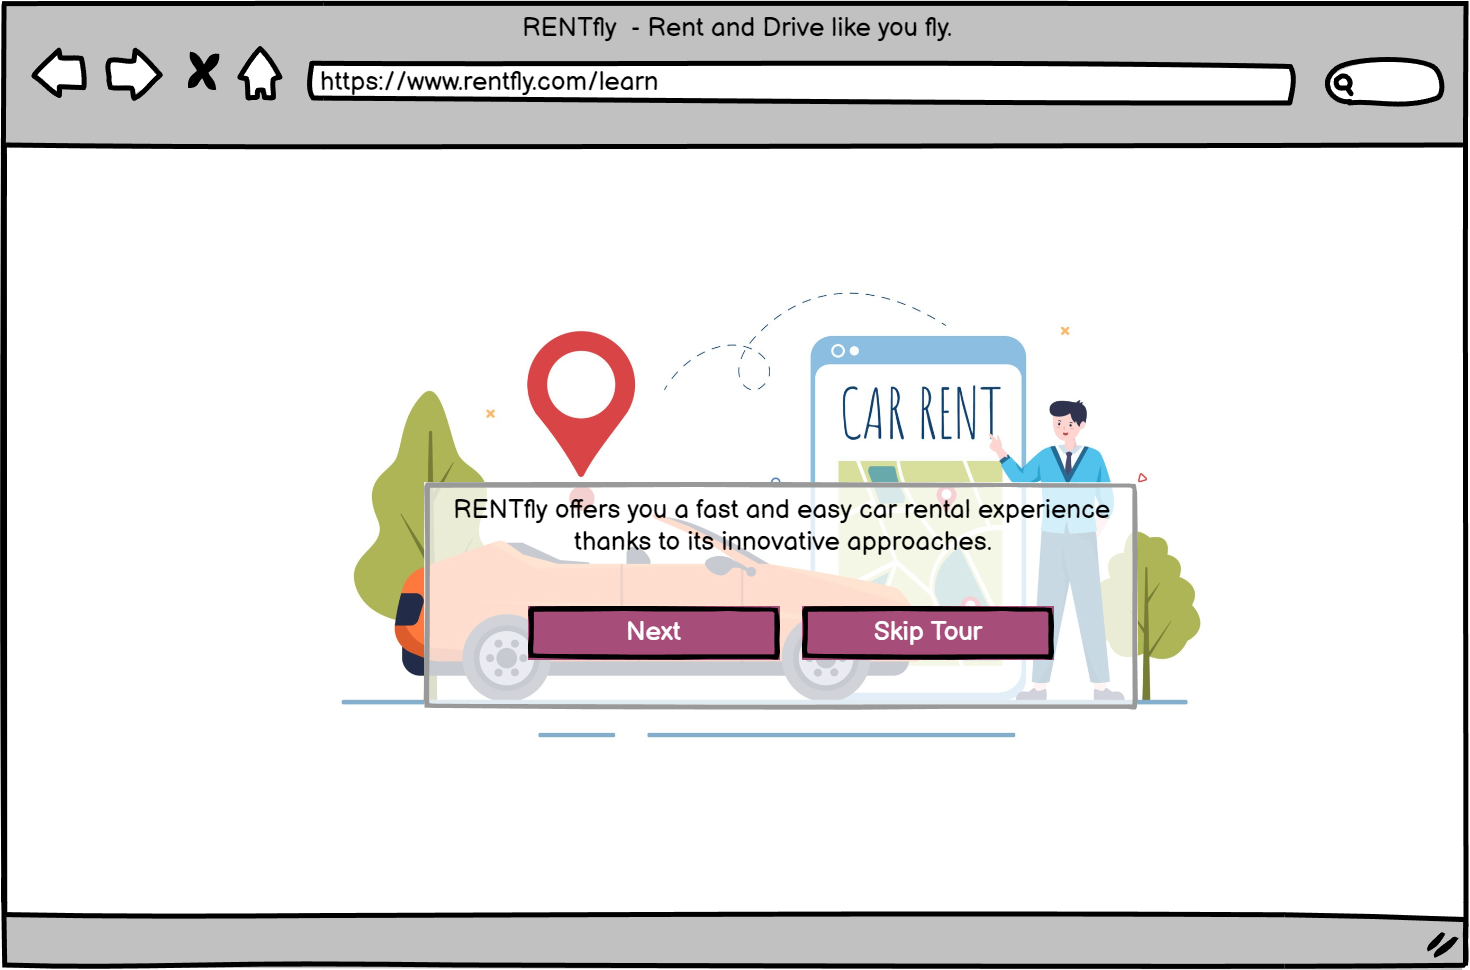 RENTfly - Rent and Drive like you fly.
https://www.rentfly.com/learn
CAR RENT
RENTfly offers you a fast and easy car rental experience
thanks to its innovative approaches.
Next
Skip Tour